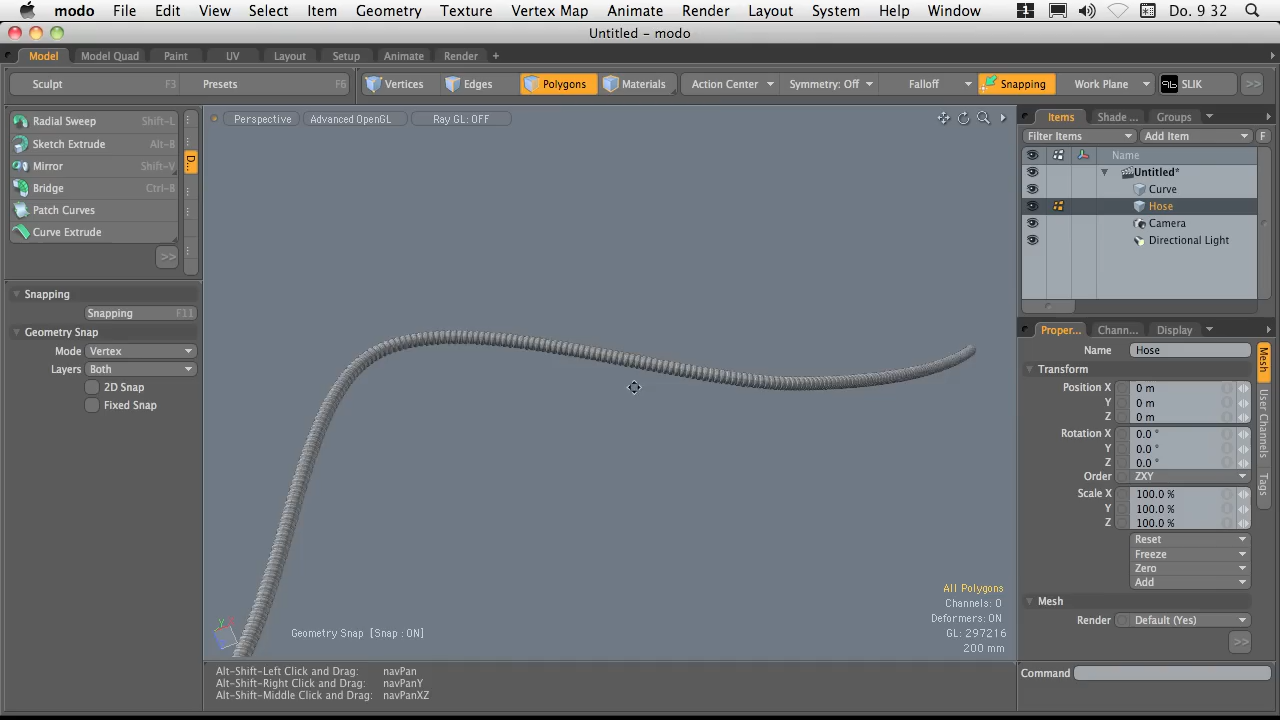 modo File Edit View Select Item Geometry Texture Vertex Map Animate Render Layout System Help Window 1 Do. 9 32
Untitled – modo
Model Model Quad Paint UV Layout Setup Animate Render +
Sculpt F3 Presets F6 Vertices Edges Polygons Materials Action Center Symmetry: Off Falloff Snapping Work Plane SLIK >>
Radial Sweep Shift-L
Sketch Extrude Alt-B
Mirror Shift-V
Bridge Ctrl-B
Patch Curves
Curve Extrude
>>
D...
Snapping
Snapping F11
Geometry Snap
Mode Vertex
Layers Both
2D Snap
Fixed Snap
Perspective Advanced OpenGL Ray GL: OFF
All Polygons
Channels: 0
Deformers: ON
GL: 297216
200 mm
Geometry Snap [Snap : ON]
Alt-Shift-Left Click and Drag: navPan
Alt-Shift-Right Click and Drag: navPanY
Alt-Shift-Middle Click and Drag: navPanXZ
Items Shade ... Groups
Filter Items Add Item F
Name
Untitled*
Curve
Hose
Camera
Directional Light
Proper... Chann... Display
Name Hose
Transform
Position X 0 m
Y 0 m
Z 0 m
Rotation X 0.0 °
Y 0.0 °
Z 0.0 °
Order ZXY
Scale X 100.0 %
Y 100.0 %
Z 100.0 %
Reset
Freeze
Zero
Add
Mesh
Render Default (Yes)
>>
Mesh
User Channels
Tags
Command